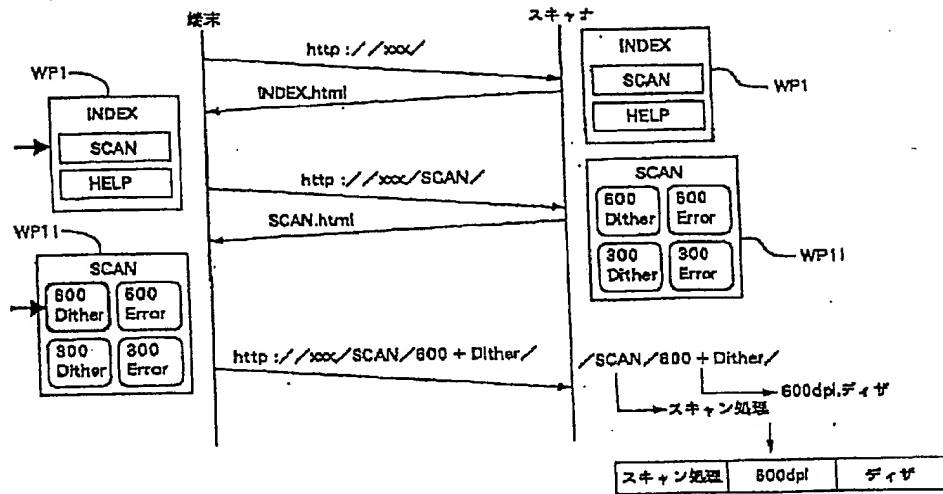 端末
スキャナ
http://xxx/
INDEX.html
WP1
INDEX
SCAN
HELP
INDEX
SCAN
HELP
WP1
http://xxx/SCAN/
SCAN.html
WP11
SCAN
600 Dither
600 Error
300 Dither
300 Error
SCAN
600 Dither
600 Error
300 Dither
300 Error
WP11
http://xxx/SCAN/600 + Dither/
/SCAN/600 + Dither/
600dpi,ディザ
スキャン処理
スキャン処理 600dpi ディザ